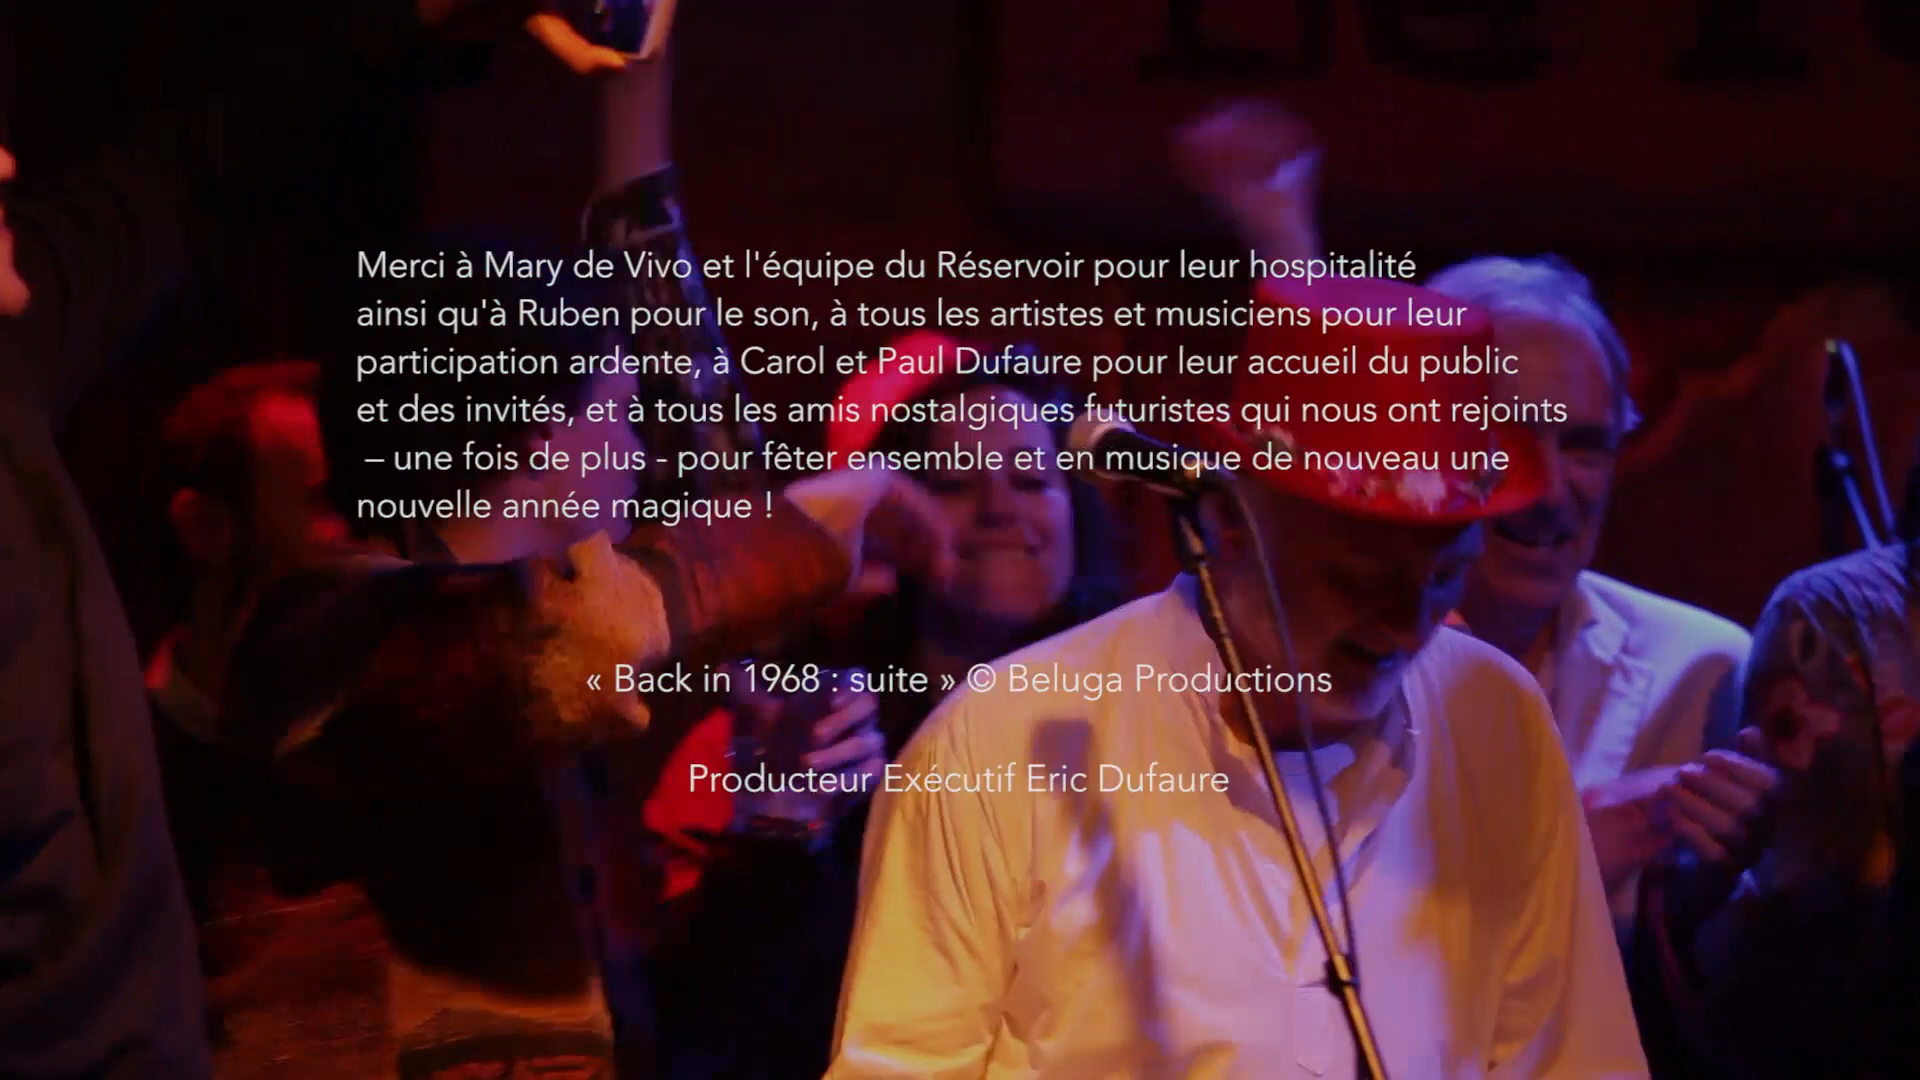 Merci à Mary de Vivo et l'équipe du Réservoir pour leur hospitalité
ainsi qu'à Ruben pour le son, à tous les artistes et musiciens pour leur
participation ardente, à Carol et Paul Dufaure pour leur accueil du public
et des invités, et à tous les amis nostalgiques futuristes qui nous ont rejoints
– une fois de plus - pour fêter ensemble et en musique de nouveau une
nouvelle année magique !
« Back in 1968 : suite » © Beluga Productions
Producteur Exécutif Eric Dufaure